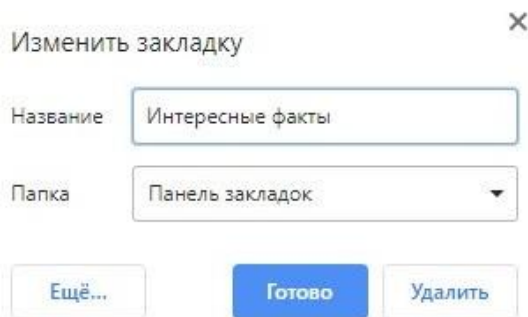 Изменить закладку
Название Интересные факты
Папка Панель закладок
Ещё... Готово Удалить